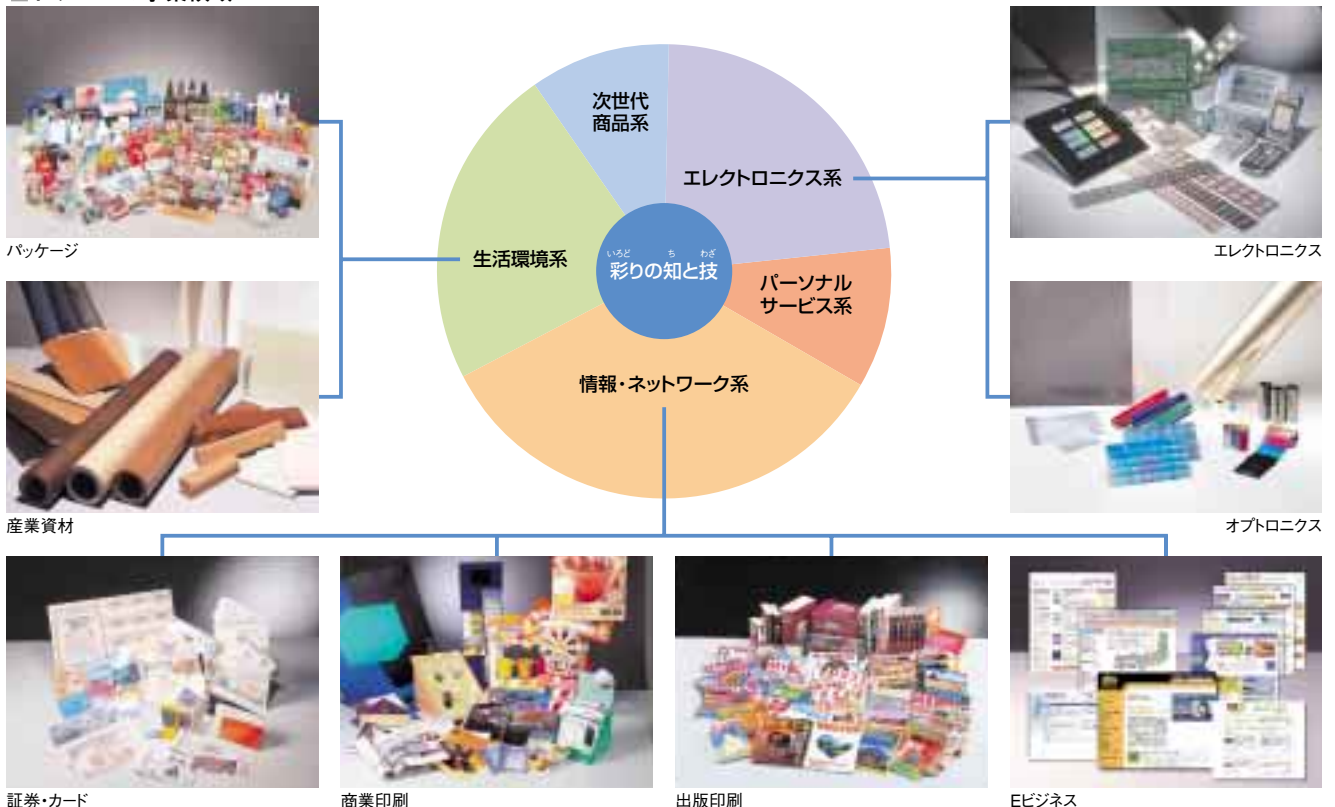 次世代
商品系
エレクトロニクス系
生活環境系
いろど ち わざ
彩りの知と技
パーソナル
サービス系
情報・ネットワーク系
パッケージ
エレクトロニクス
産業資材
オプトロニクス
証券・カード
商業印刷
出版印刷
Eビジネス